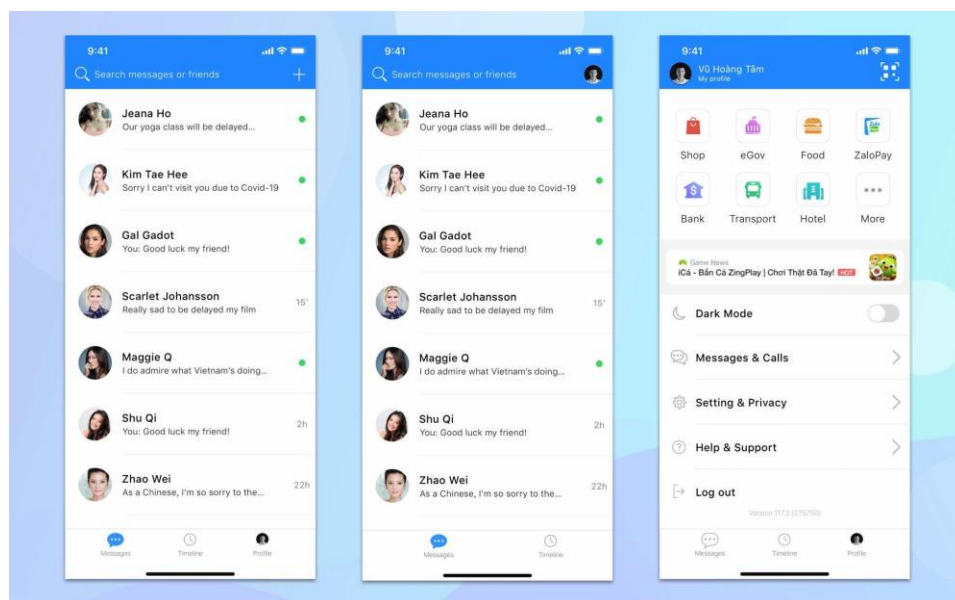 9:41
Search messages or friends
Jeana Ho
Our yoga class will be delayed...
Kim Tae Hee
Sorry I can't visit you due to Covid-19
Gal Gadot
You: Good luck my friend!
Scarlet Johansson
Really sad to be delayed my film
15'
Maggie Q
I do admire what Vietnam's doing...
Shu Qi
You: Good luck my friend!
2h
Zhao Wei
As a Chinese, I'm so sorry to the...
22h
Messages Timeline Profile
9:41
Search messages or friends
Jeana Ho
Our yoga class will be delayed...
Kim Tae Hee
Sorry I can't visit you due to Covid-19
Gal Gadot
You: Good luck my friend!
Scarlet Johansson
Really sad to be delayed my film
15'
Maggie Q
I do admire what Vietnam's doing...
Shu Qi
You: Good luck my friend!
2h
Zhao Wei
As a Chinese, I'm so sorry to the...
22h
Messages Timeline
9:41
Vũ Hoàng Tâm
My profile
Shop eGov Food ZaloPay
Bank Transport Hotel More
Game News
iCá - Bắn Cá ZingPlay | Chơi Thật Đã Tay! HOT
Dark Mode
Messages & Calls
Setting & Privacy
Help & Support
Log out
Version
Messages Timeline Profile